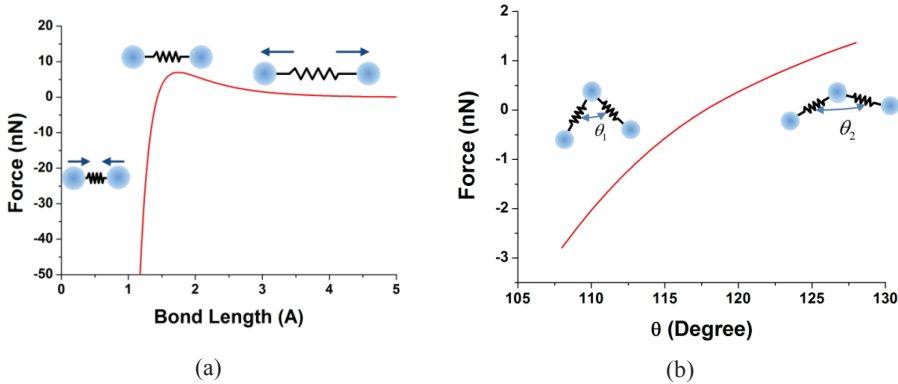 (a)
Force (nN)
20
10
0
-10
-20
-30
-40
-50
0 1 2 3 4 5
Bond Length (A)
(b)
Force (nN)
2
1
0
-1
-2
-3
θ₁
θ₂
105 110 115 120 125 130
θ (Degree)
(a) (b)